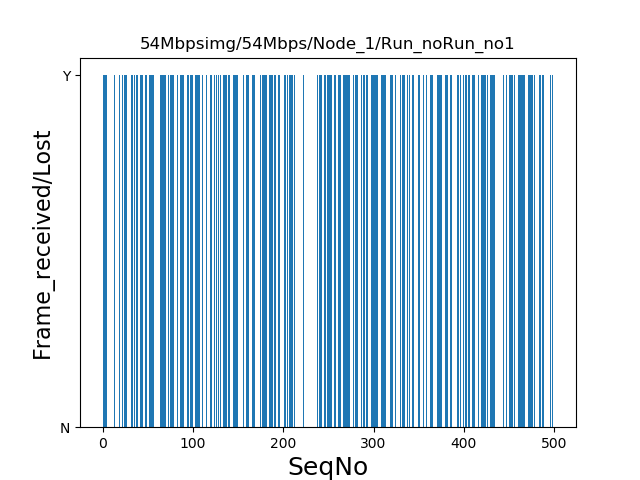 54Mbpsimg/54Mbps/Node_1/Run_noRun_no1
Y
Frame_received/Lost
N
0 100 200 300 400 500
SeqNo